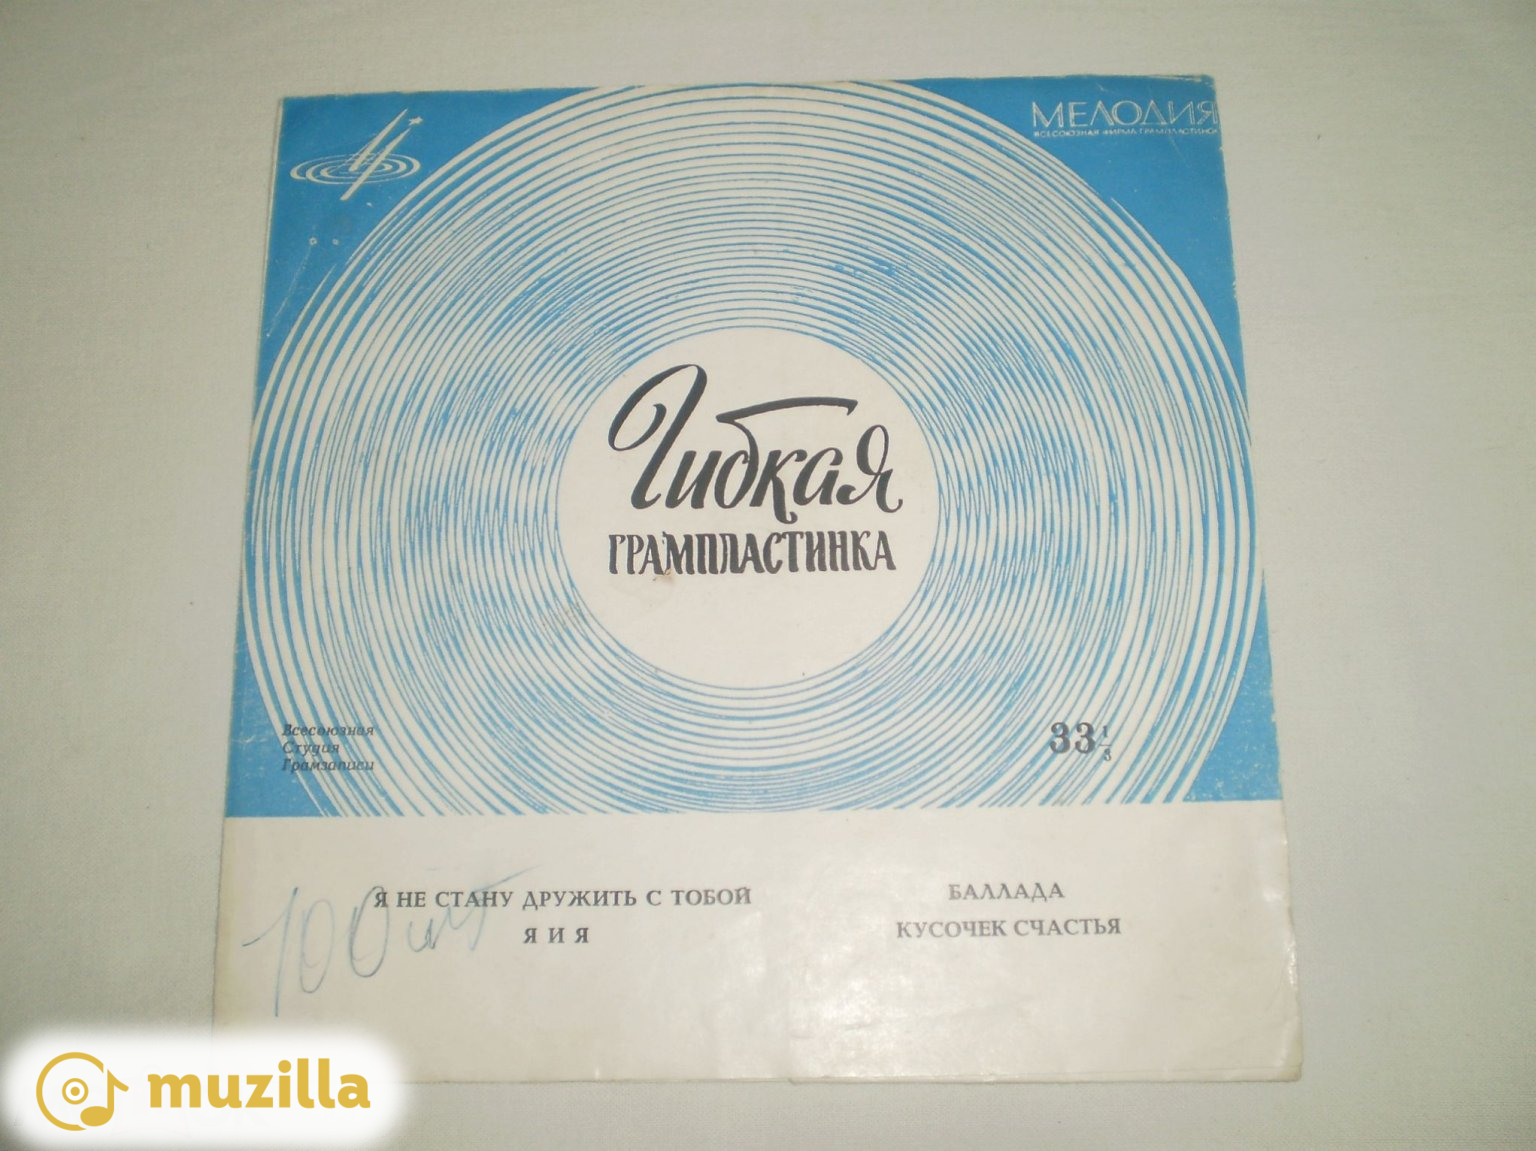 МЕЛОДИЯ
ВСЕСОЮЗНАЯ ФИРМА ГРАМПЛАСТИНОК
Гибкая
ГРАМПЛАСТИНКА
Всесоюзная
Студия
Грамзаписи
33 1/3
Я НЕ СТАНУ ДРУЖИТЬ С ТОБОЙ
Я И Я
БАЛЛАДА
КУСОЧЕК СЧАСТЬЯ
100 шт
muzilla